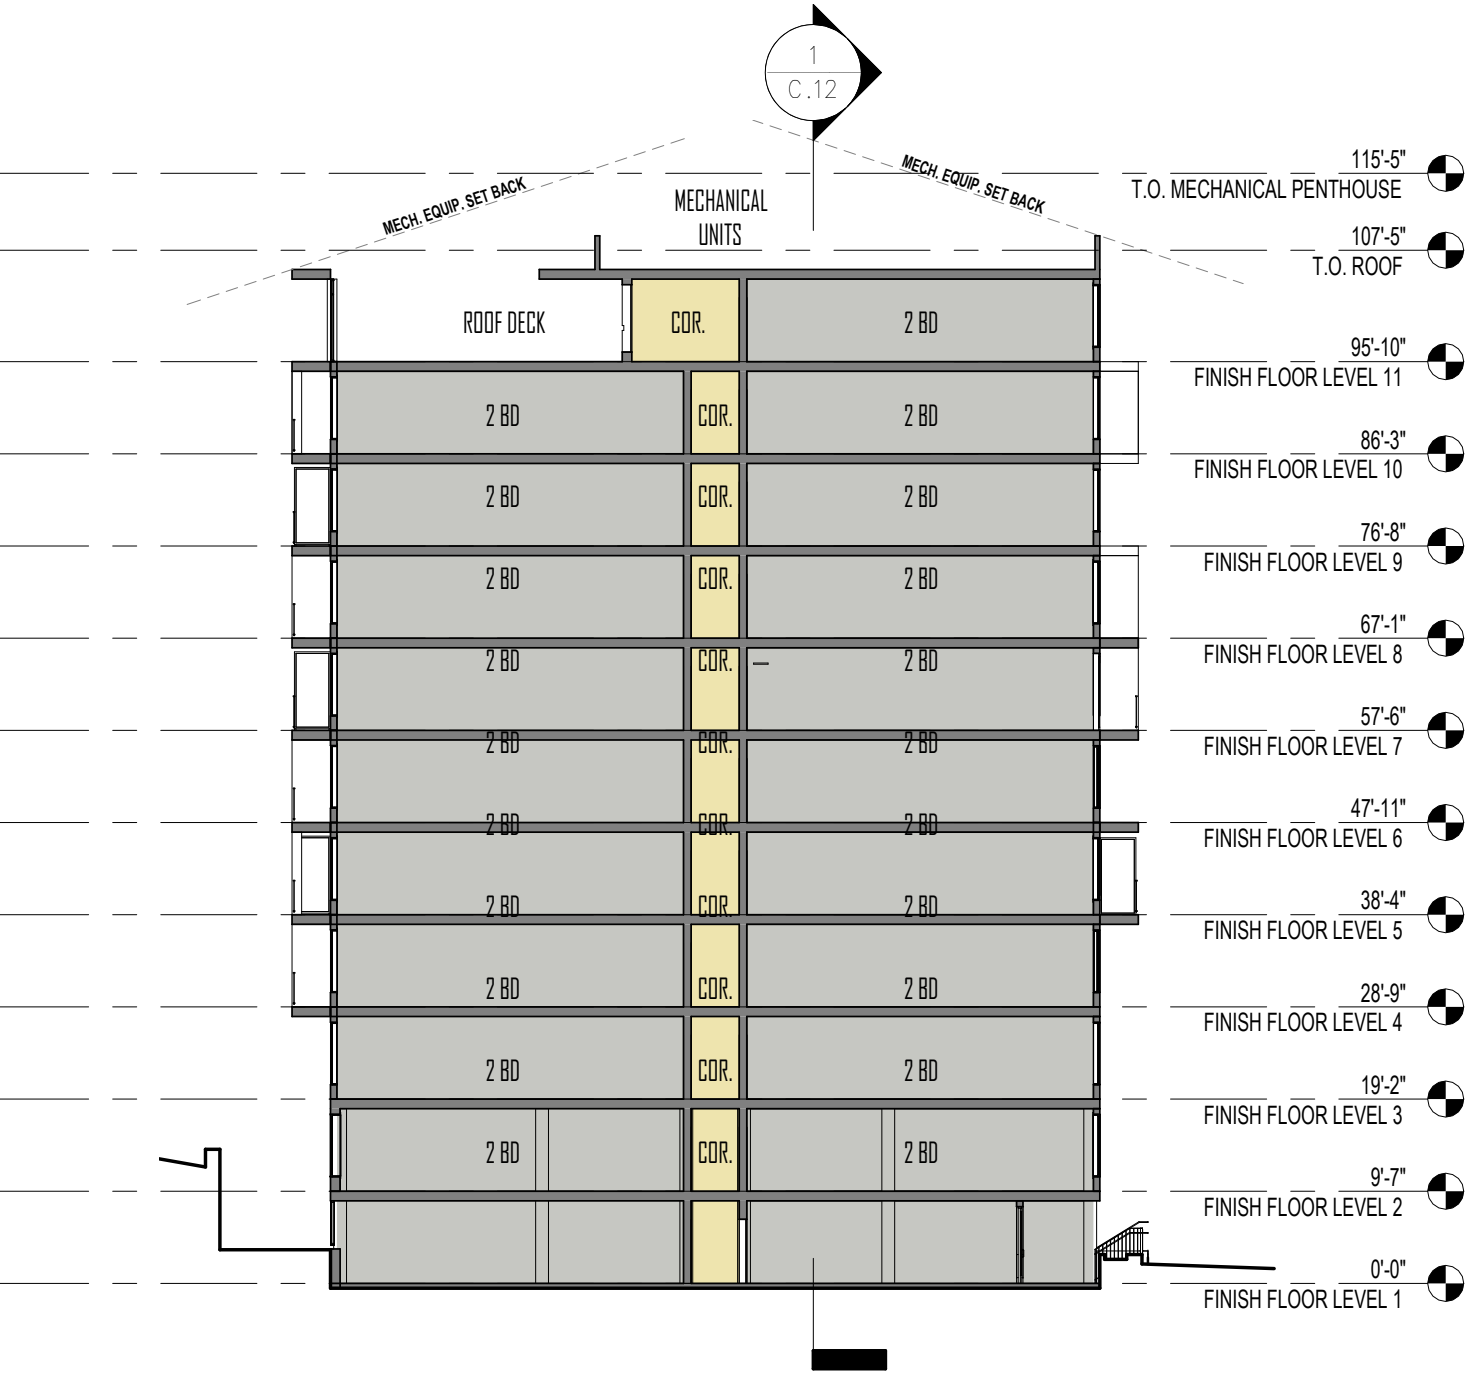 1
C.12
115'-5"
MECH. EQUIP. SET BACK
MECH. EQUIP. SET BACK
T.O. MECHANICAL PENTHOUSE
MECHANICAL
UNITS
107'-5"
T.O. ROOF
ROOF DECK
COR.
2 BD
95'-10"
FINISH FLOOR LEVEL 11
2 BD
COR.
2 BD
86'-3"
FINISH FLOOR LEVEL 10
2 BD
COR.
2 BD
76'-8"
FINISH FLOOR LEVEL 9
2 BD
COR.
2 BD
67'-1"
FINISH FLOOR LEVEL 8
2 BD
COR.
2 BD
57'-6"
FINISH FLOOR LEVEL 7
2 BD
COR.
2 BD
47'-11"
FINISH FLOOR LEVEL 6
2 BD
COR.
2 BD
38'-4"
FINISH FLOOR LEVEL 5
2 BD
COR.
2 BD
28'-9"
FINISH FLOOR LEVEL 4
2 BD
COR.
2 BD
19'-2"
FINISH FLOOR LEVEL 3
2 BD
COR.
2 BD
9'-7"
FINISH FLOOR LEVEL 2
2 BD
COR.
2 BD
0'-0"
FINISH FLOOR LEVEL 1